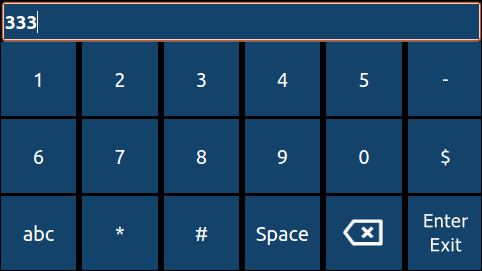 333
1 2 3 4 5 -
6 7 8 9 0 $
abc * # Space Enter
Exit